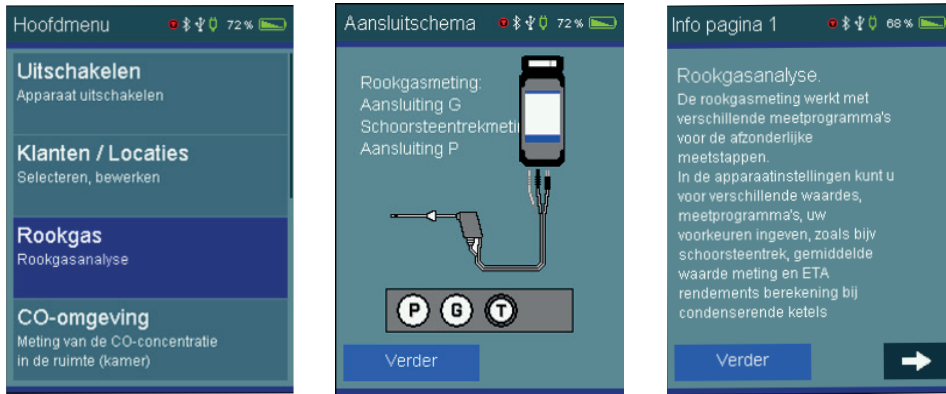 Hoofdmenu 72 %
Uitschakelen
Apparaat uitschakelen
Klanten / Locaties
Selecteren, bewerken
Rookgas
Rookgasanalyse
CO-omgeving
Meting van de CO-concentratie
in de ruimte (kamer)
Aansluitschema 72 %
Rookgasmeting:
Aansluiting G
Schoorsteentrekmeti
Aansluiting P
P G T
Verder
Info pagina 1 68 %
Rookgasanalyse.
De rookgasmeting werkt met
verschillende meetprogramma's
voor de afzonderlijke
meetstappen.
In de apparaatinstellingen kunt u
voor verschillende waardes,
meetprogramma's, uw
voorkeuren ingeven, zoals bijv
schoorsteentrek, gemiddelde
waarde meting en ETA
rendements berekening bij
condenserende ketels
Verder